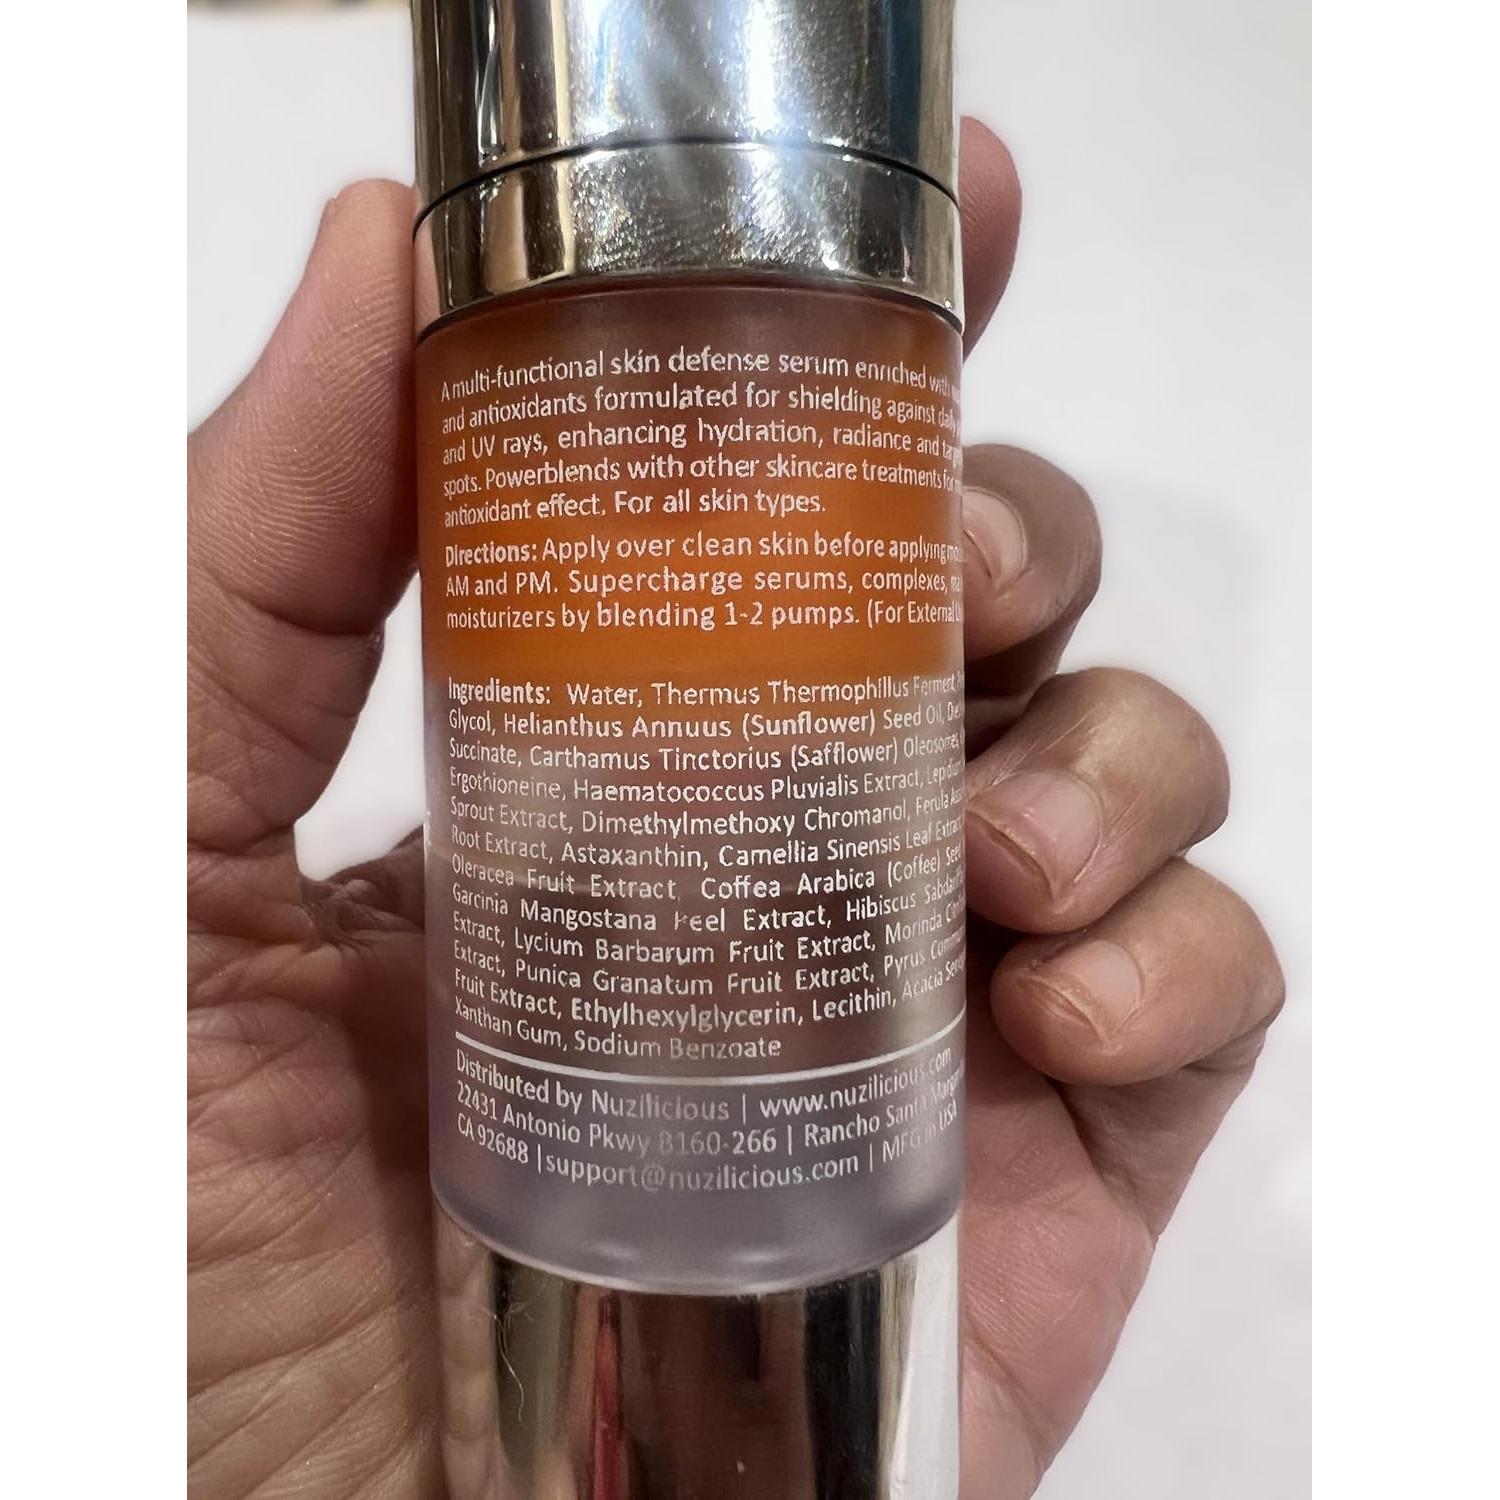 A multi-functional skin defense serum enriched with
and antioxidants formulated for shielding against daily
and UV rays, enhancing hydration, radiance and
spots. Powerblends with other skincare treatments for
antioxidant effect. For all skin types.
Directions: Apply over clean skin before applying
AM and PM. Supercharge serums, complexes,
moisturizers by blending 1-2 pumps. (For External
Ingredients: Water, Thermus Thermophillus Ferment,
Glycol, Helianthus Annuus (Sunflower) Seed Oil,
Succinate, Carthamus Tinctorius (Safflower) Oleosomes,
Ergothioneine, Haematococcus Pluvialis Extract, Lepidium
Sprout Extract, Dimethylmethoxy Chromanol, Ferula
Root Extract, Astaxanthin, Camellia Sinensis Leaf Extract,
Oleracea Fruit Extract, Coffea Arabica (Coffee) Seed
Garcinia Mangostana Peel Extract, Hibiscus Sabdariffa
Extract, Lycium Barbarum Fruit Extract, Morinda
Extract, Punica Granatum Fruit Extract, Pyrus
Fruit Extract, Ethylhexylglycerin, Lecithin, Acacia
Xanthan Gum, Sodium Benzoate
Distributed by Nuzilicious | www.nuzilicious.com
22431 Antonio Pkwy B160-266 | Rancho Santa
CA 92688 | support@nuzilicious.com | MFG in USA